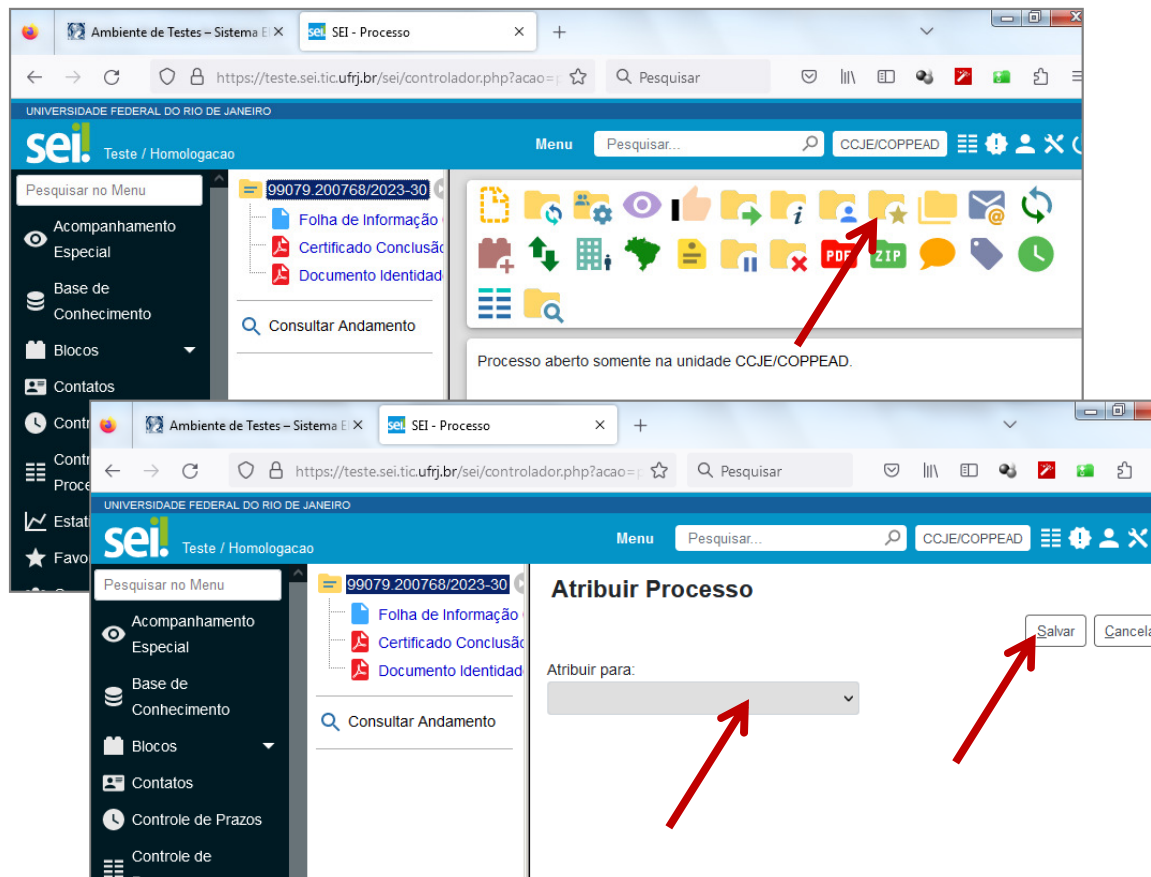 Ambiente de Testes – Sistema E
SEI - Processo
https://teste.sei.tic.ufrj.br/sei/controlador.php?acao=p
Pesquisar
UNIVERSIDADE FEDERAL DO RIO DE JANEIRO
sei!
Teste / Homologacao
Menu
Pesquisar...
CCJE/COPPEAD
Pesquisar no Menu
Acompanhamento
Especial
Base de
Conhecimento
Blocos
Contatos
Contr
Contr
Proce
Estat
Favo
99079.200768/2023-30
Folha de Informação
Certificado Conclusão
Documento Identidad
Consultar Andamento
PDF
ZIP
Processo aberto somente na unidade CCJE/COPPEAD.
Ambiente de Testes – Sistema E
SEI - Processo
https://teste.sei.tic.ufrj.br/sei/controlador.php?acao=p
Pesquisar
UNIVERSIDADE FEDERAL DO RIO DE JANEIRO
sei!
Teste / Homologacao
Menu
Pesquisar...
CCJE/COPPEAD
Pesquisar no Menu
Acompanhamento
Especial
Base de
Conhecimento
Blocos
Contatos
Controle de Prazos
Controle de
99079.200768/2023-30
Folha de Informação
Certificado Conclusão
Documento Identidad
Consultar Andamento
Atribuir Processo
Salvar
Cancela
Atribuir para: